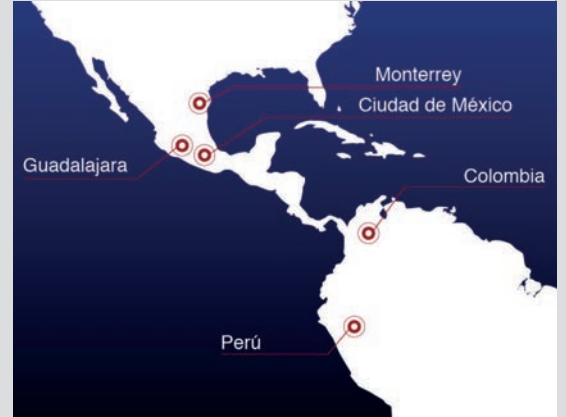 Monterrey
Ciudad de México
Guadalajara
Colombia
Perú